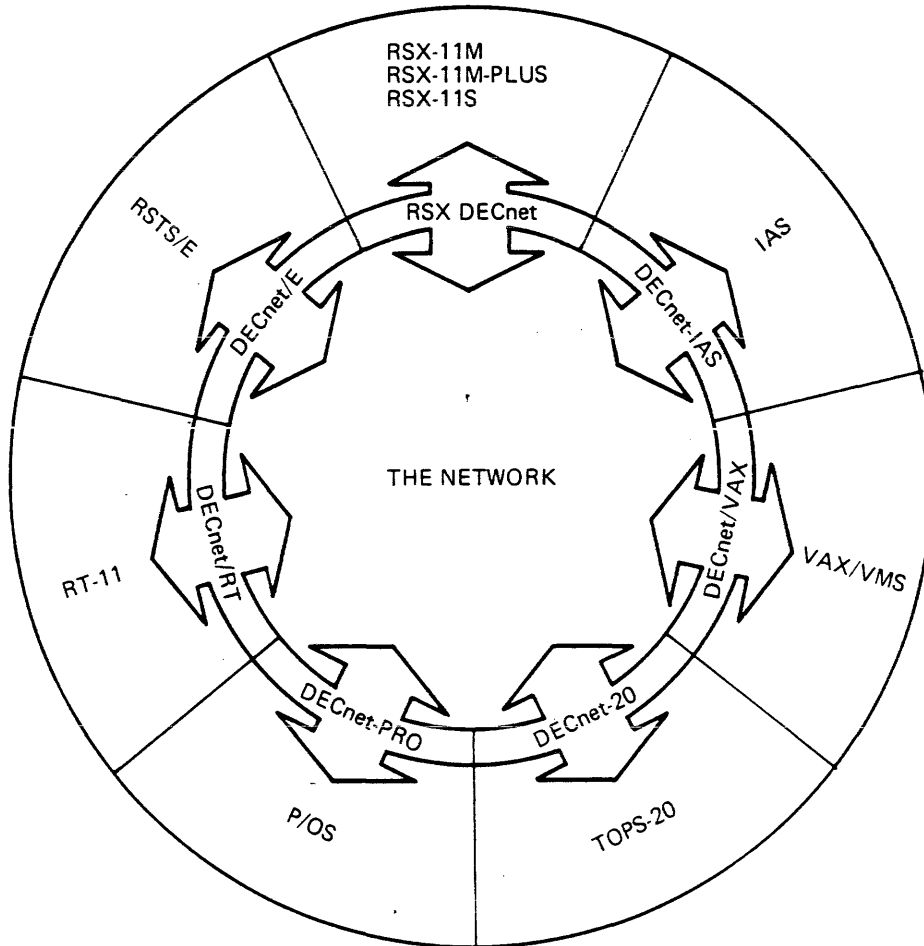 RSX-11M
RSX-11M-PLUS
RSX-11S
RSX DECnet
IAS
DECnet-IAS
VAX/VMS
DECnet/VAX
TOPS-20
DECnet-20
P/OS
DECnet-PRO
RT-11
DECnet/RT
RSTS/E
DECnet/E
THE NETWORK